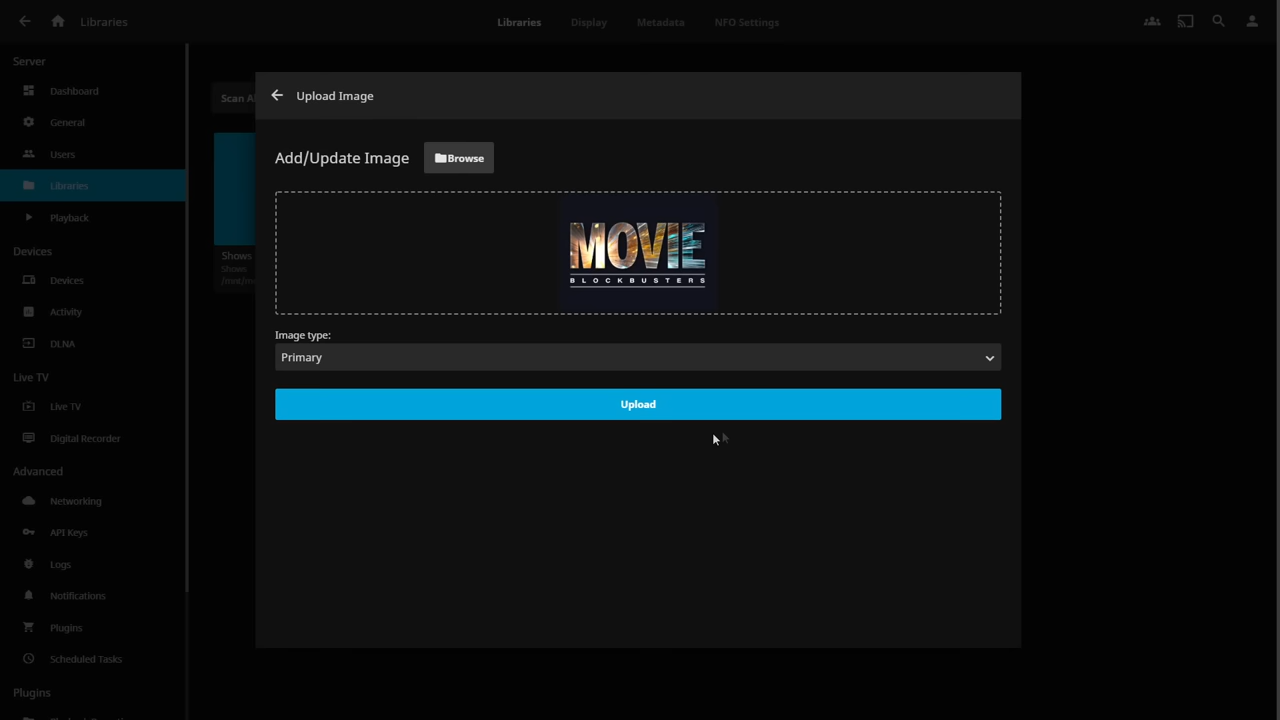 Libraries
Libraries Display Metadata NFO Settings
Server
Dashboard
General
Users
Libraries
Playback
Devices
Devices
Activity
DLNA
Live TV
Live TV
Digital Recorder
Advanced
Networking
API Keys
Logs
Notifications
Plugins
Scheduled Tasks
Plugins
Scan
Shows
Shows
Upload Image
Add/Update Image Browse
MOVIE
BLOCKBUSTERS
Image type:
Primary
Upload